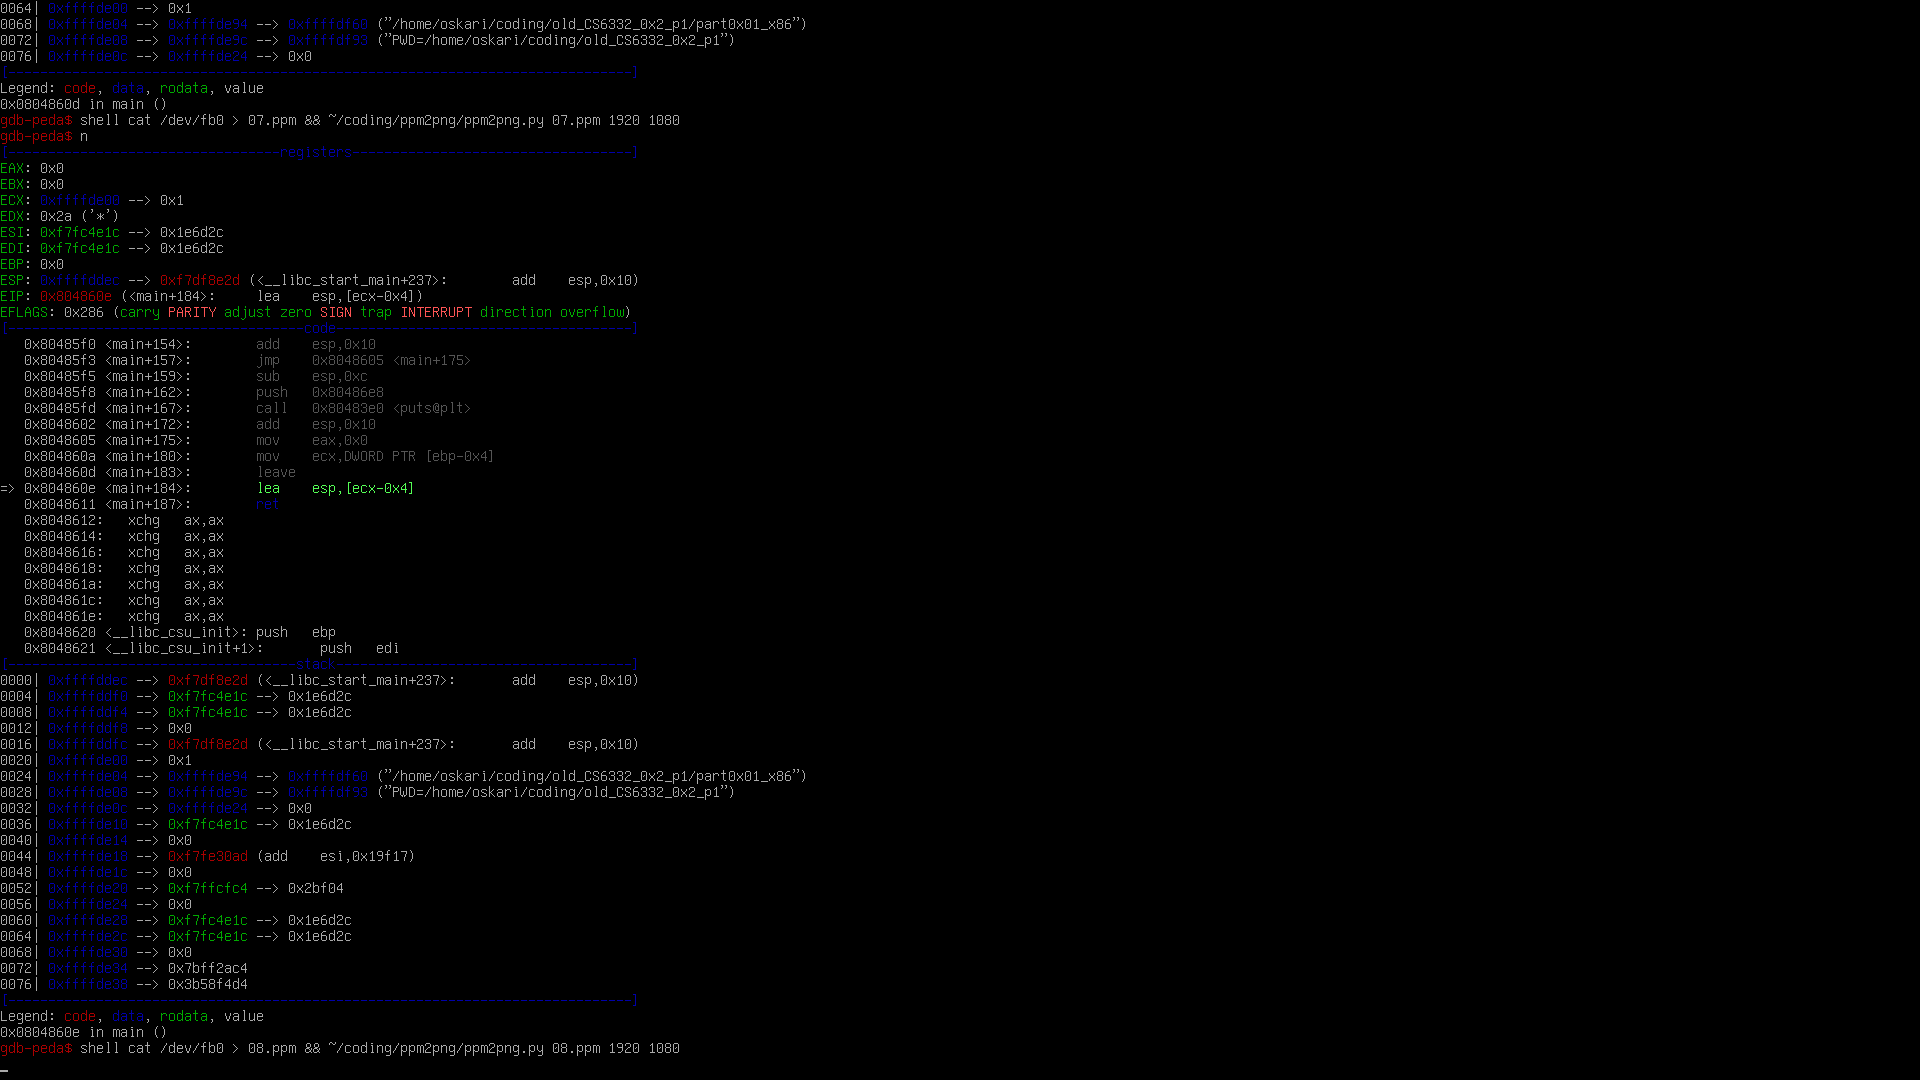 0064| 0xffffde00 --> 0x1
0068| 0xffffde04 --> 0xffffde94 --> 0xffffdf60 ("/home/oskari/coding/old_CS6332_0x2_p1/part0x01_x86")
0072| 0xffffde08 --> 0xffffde9c --> 0xffffdf93 ("PWD=/home/oskari/coding/old_CS6332_0x2_p1")
0076| 0xffffde0c --> 0xffffde24 --> 0x0
[------------------------------------------------------------------------------]
Legend: code, data, rodata, value
0x0804860d in main ()
gdb-peda$ shell cat /dev/fb0 > 07.ppm && ~/coding/ppm2png/ppm2png.py 07.ppm 1920 1080
gdb-peda$ n
[----------------------------------registers-----------------------------------]
EAX: 0x0
EBX: 0x0
ECX: 0xffffde00 --> 0x1
EDX: 0x2a ('*')
ESI: 0xf7fc4e1c --> 0x1e6d2c
EDI: 0xf7fc4e1c --> 0x1e6d2c
EBP: 0x0
ESP: 0xffffddec --> 0xf7df8e2d (<__libc_start_main+237>: add esp,0x10)
EIP: 0x804860e (<main+184>: lea esp,[ecx-0x4])
EFLAGS: 0x286 (carry PARITY adjust zero SIGN trap INTERRUPT direction overflow)
[-------------------------------------code-------------------------------------]
0x80485f0 <main+154>: add esp,0x10
0x80485f3 <main+157>: jmp 0x8048605 <main+175>
0x80485f5 <main+159>: sub esp,0xc
0x80485f8 <main+162>: push 0x80486e8
0x80485fd <main+167>: call 0x80483e0 <puts@plt>
0x8048602 <main+172>: add esp,0x10
0x8048605 <main+175>: mov eax,0x0
0x804860a <main+180>: mov ecx,DWORD PTR [ebp-0x4]
0x804860d <main+183>: leave
=> 0x804860e <main+184>: lea esp,[ecx-0x4]
0x8048611 <main+187>: ret
0x8048612: xchg ax,ax
0x8048614: xchg ax,ax
0x8048616: xchg ax,ax
0x8048618: xchg ax,ax
0x804861a: xchg ax,ax
0x804861c: xchg ax,ax
0x804861e: xchg ax,ax
0x8048620 <__libc_csu_init>: push ebp
0x8048621 <__libc_csu_init+1>: push edi
[------------------------------------stack-------------------------------------]
0000| 0xffffddec --> 0xf7df8e2d (<__libc_start_main+237>: add esp,0x10)
0004| 0xffffddf0 --> 0xf7fc4e1c --> 0x1e6d2c
0008| 0xffffddf4 --> 0xf7fc4e1c --> 0x1e6d2c
0012| 0xffffddf8 --> 0x0
0016| 0xffffddfc --> 0xf7df8e2d (<__libc_start_main+237>: add esp,0x10)
0020| 0xffffde00 --> 0x1
0024| 0xffffde04 --> 0xffffde94 --> 0xffffdf60 ("/home/oskari/coding/old_CS6332_0x2_p1/part0x01_x86")
0028| 0xffffde08 --> 0xffffde9c --> 0xffffdf93 ("PWD=/home/oskari/coding/old_CS6332_0x2_p1")
0032| 0xffffde0c --> 0xffffde24 --> 0x0
0036| 0xffffde10 --> 0xf7fc4e1c --> 0x1e6d2c
0040| 0xffffde14 --> 0x0
0044| 0xffffde18 --> 0xf7fe90ad (add esi,0x19f17)
0048| 0xffffde1c --> 0x0
0052| 0xffffde20 --> 0xf7ffcfc4 --> 0x2bf04
0056| 0xffffde24 --> 0x0
0060| 0xffffde28 --> 0xf7fc4e1c --> 0x1e6d2c
0064| 0xffffde2c --> 0xf7fc4e1c --> 0x1e6d2c
0068| 0xffffde30 --> 0x0
0072| 0xffffde34 --> 0x7bff2ac4
0076| 0xffffde38 --> 0x3b58f4d4
[------------------------------------------------------------------------------]
Legend: code, data, rodata, value
0x0804860e in main ()
gdb-peda$ shell cat /dev/fb0 > 08.ppm && ~/coding/ppm2png/ppm2png.py 08.ppm 1920 1080